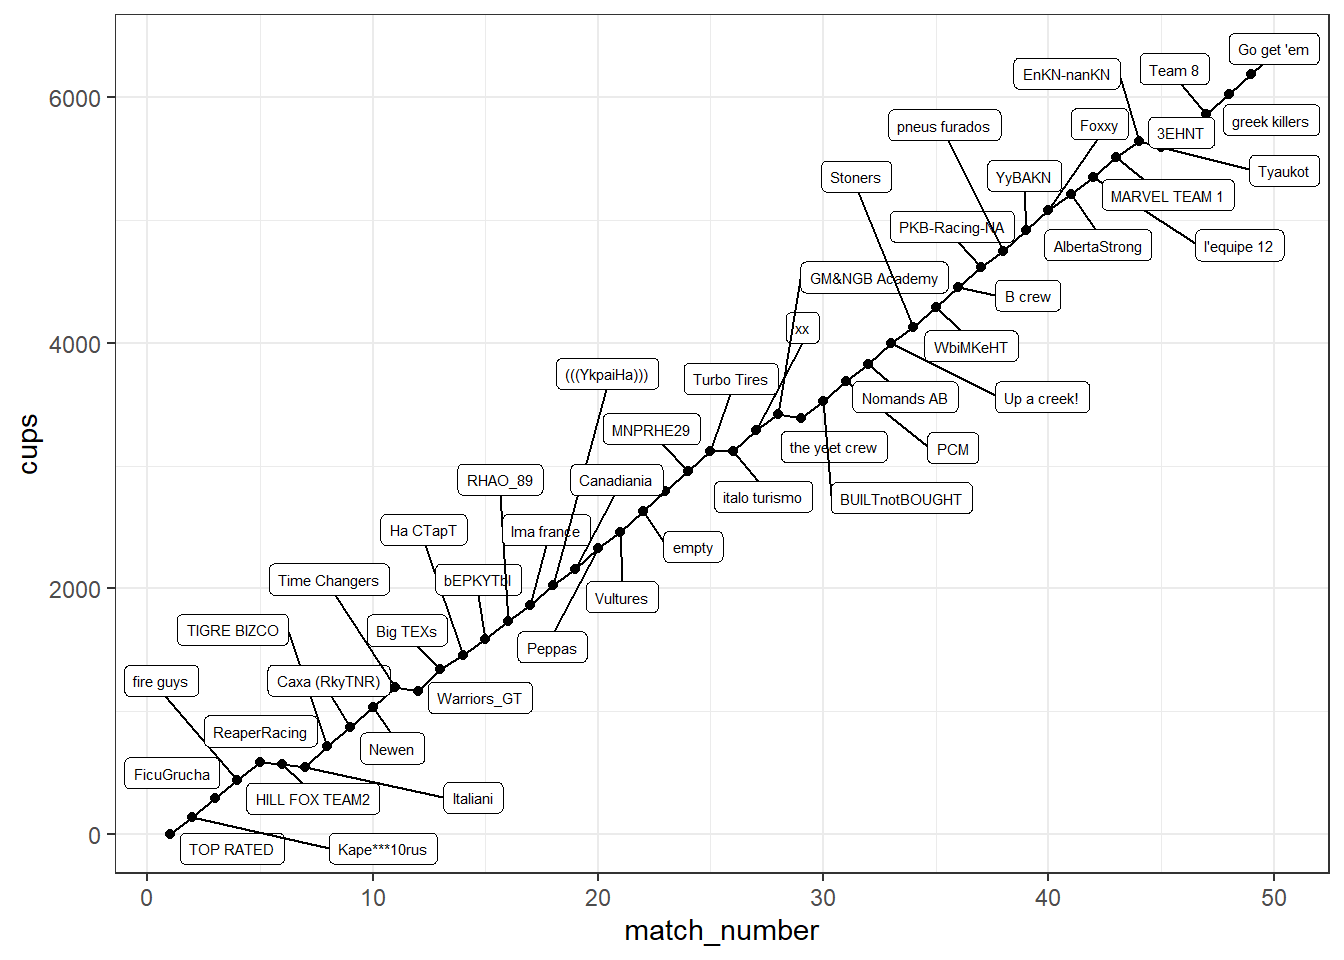 Go get 'em
Team 8
EnKN-nanKN
6000
greek killers
Foxxy
pneus furados
3EHNT
Tyaukot
YyBAKN
Stoners
MARVEL TEAM 1
PKB-Racing-NA
AlbertaStrong
l'equipe 12
GM&NGB Academy
B crew
xx
4000
WbiMKeHT
(((YkpaiHa)))
Turbo Tires
Nomands AB
Up a creek!
MNPRHE29
the yeet crew
PCM
cups
RHAO_89
Canadiania
italo turismo
BUILTnotBOUGHT
Ha CTapT
Ima france
empty
2000
Time Changers
bEPKYTbI
Vultures
TIGRE BIZCO
Big TEXs
Peppas
fire guys
Caxa (RkyTNR)
Warriors_GT
ReaperRacing
Newen
FicuGrucha
HILL FOX TEAM2
Italiani
0
TOP RATED
Kape***10rus
0 10 20 30 40 50
match_number